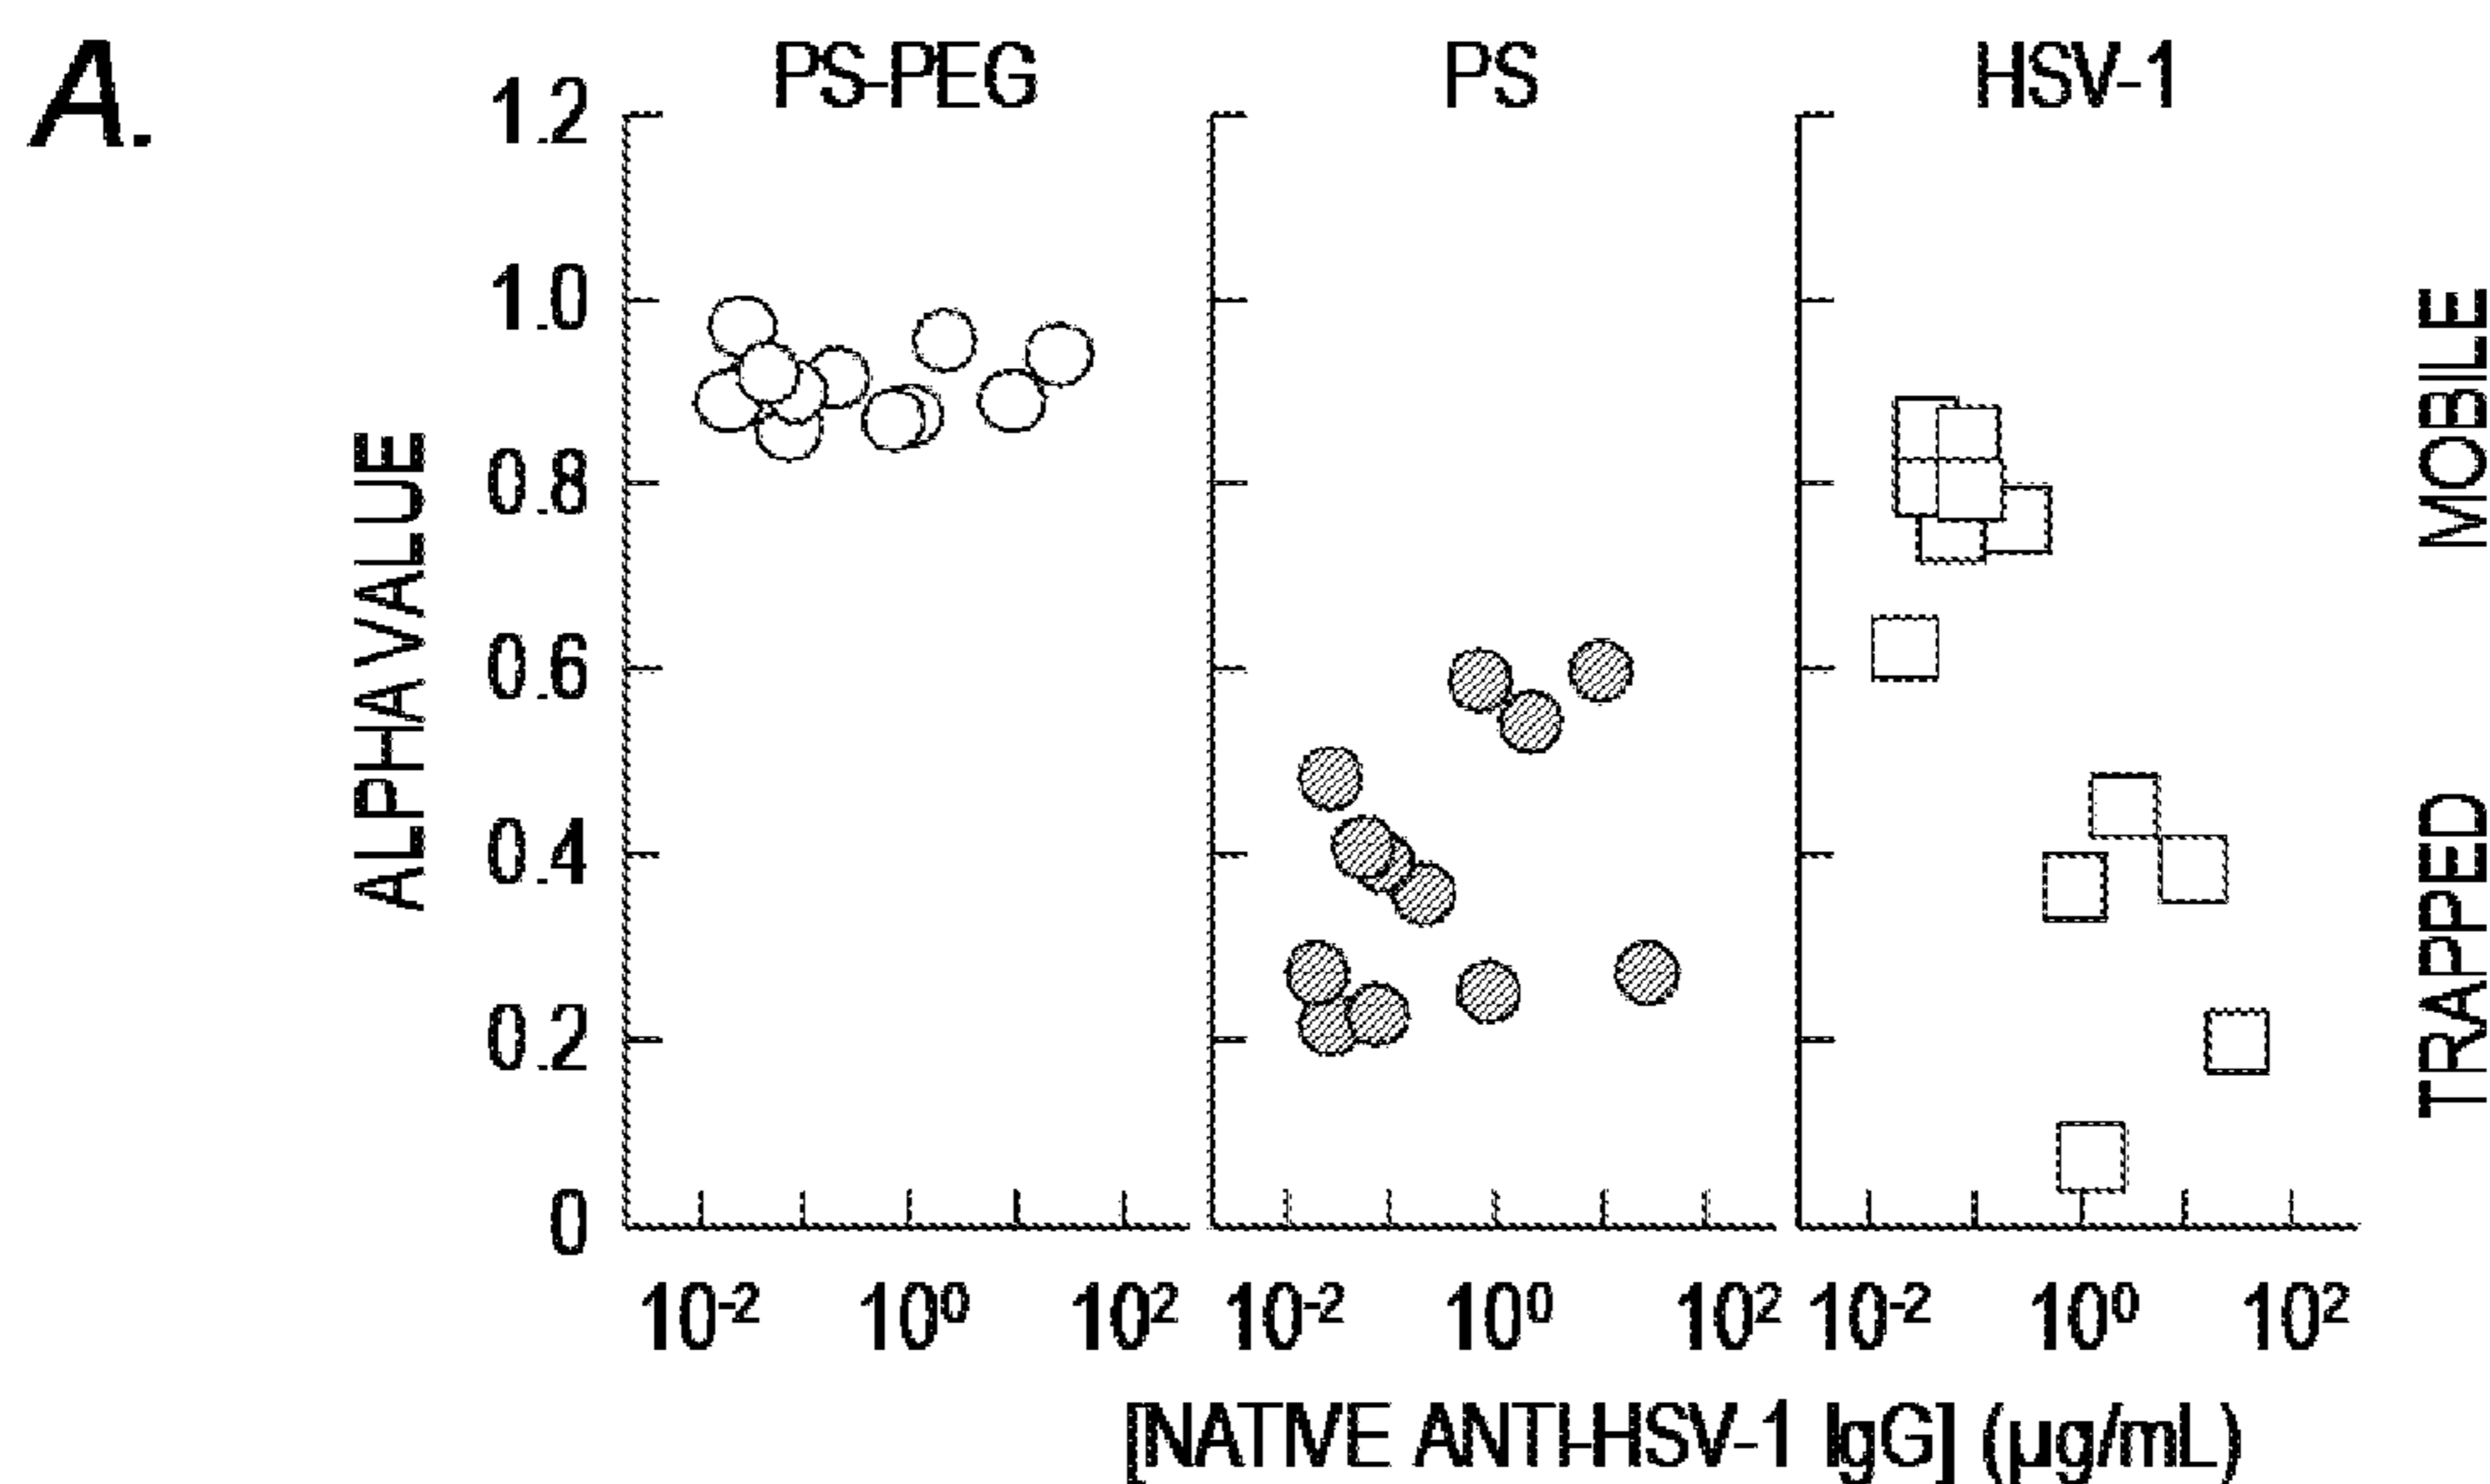 A.
PS-PEG PS HSV-1
1.2
1.0
0.8
0.6
0.4
0.2
0
ALPHA VALUE
MOBILE
TRAPPED
10⁻² 10⁰ 10² 10⁻² 10⁰ 10² 10⁻² 10⁰ 10²
[NATIVE ANTI-HSV-1 IgG] (µg/mL)